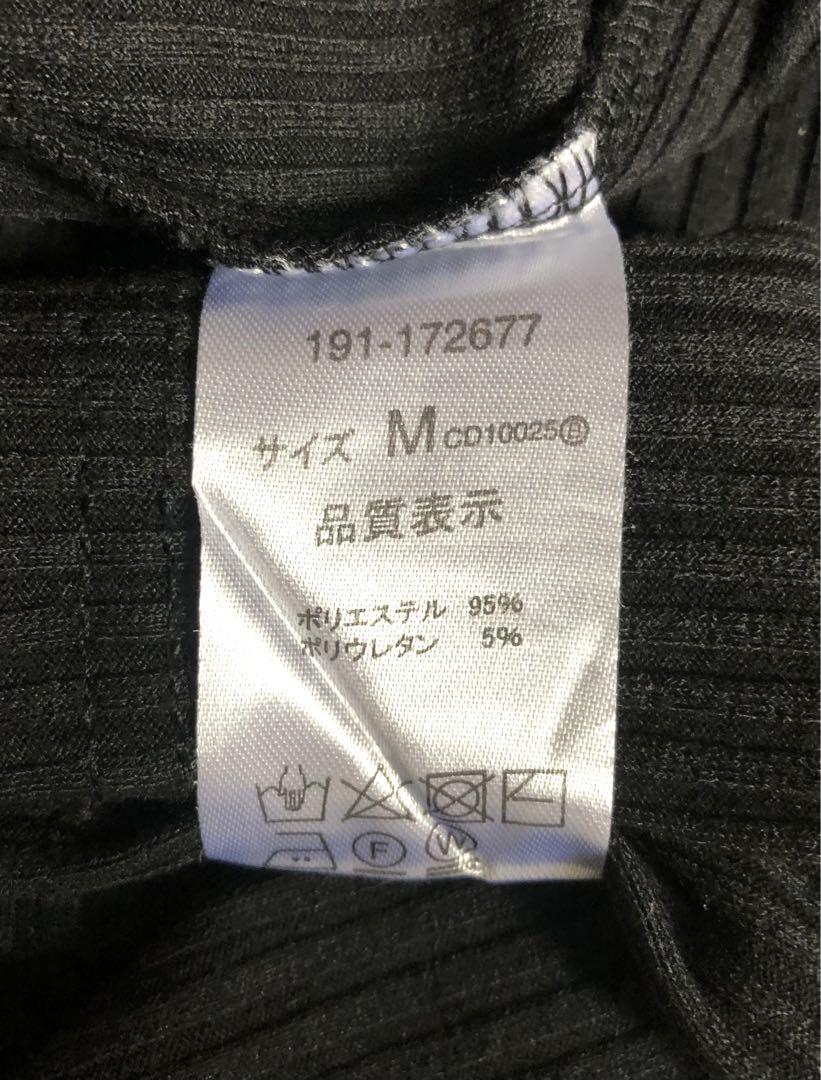 191-172677
サイズ M CD10025Ⓑ
品質表示
ポリエステル 95%
ポリウレタン 5%
F W